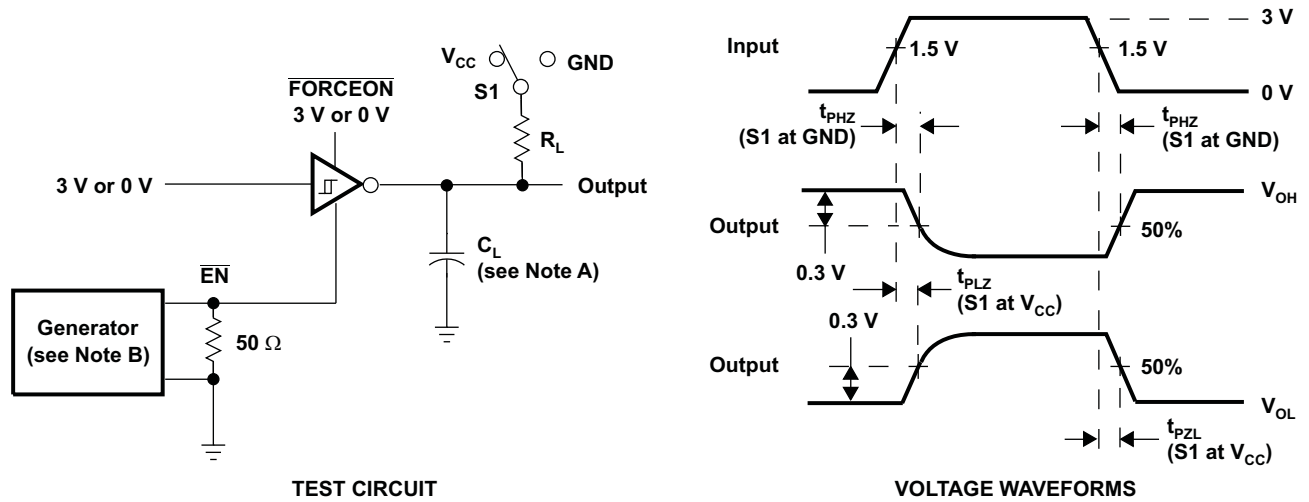 V_CC
GND
S1
FORCEON
3 V or 0 V
R_L
3 V or 0 V
Output
C_L
(see Note A)
EN
Generator
(see Note B)
50 Ω
TEST CIRCUIT
3 V
Input
1.5 V
1.5 V
0 V
t_PHZ
(S1 at GND)
t_PHZ
(S1 at GND)
V_OH
Output
50%
0.3 V
t_PLZ
(S1 at V_CC)
0.3 V
Output
50%
V_OL
t_PZL
(S1 at V_CC)
VOLTAGE WAVEFORMS